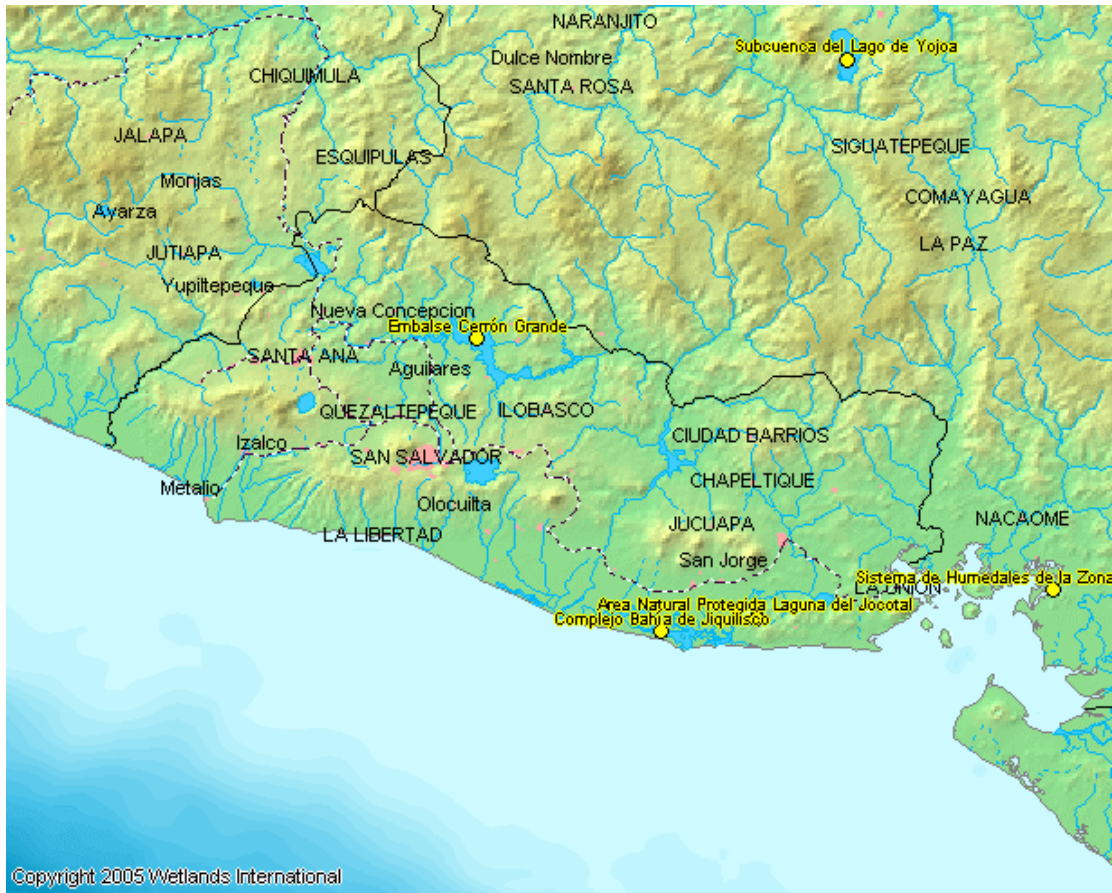 NARANJITO
Subcuenca del Lago de Yojoa
Dulce Nombre
CHIQUIMULA
SANTA ROSA
JALAPA
SIGUATEPEQUE
ESQUIPULAS
Monjas
COMAYAGUA
Ayarza
LA PAZ
JUTIAPA
Yupiltepeque
Nueva Concepcion
Embalse Cerrón Grande
SANTA ANA
Aguilares
QUEZALTEPEQUE
ILOBASCO
CIUDAD BARRIOS
Izalco
SAN SALVADOR
CHAPELTIQUE
Metalio
Olocuilta
NACAOME
JUCUAPA
LA LIBERTAD
San Jorge
Sistema de Humedales de la Zona
LA UNION
Area Natural Protegida Laguna del Jocotal
Complejo Bahía de Jiquilisco
Copyright 2005 Wetlands International